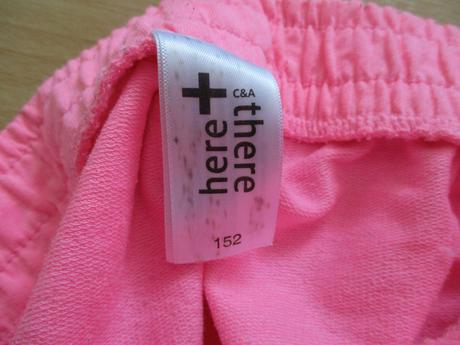 here + there
C&A
152